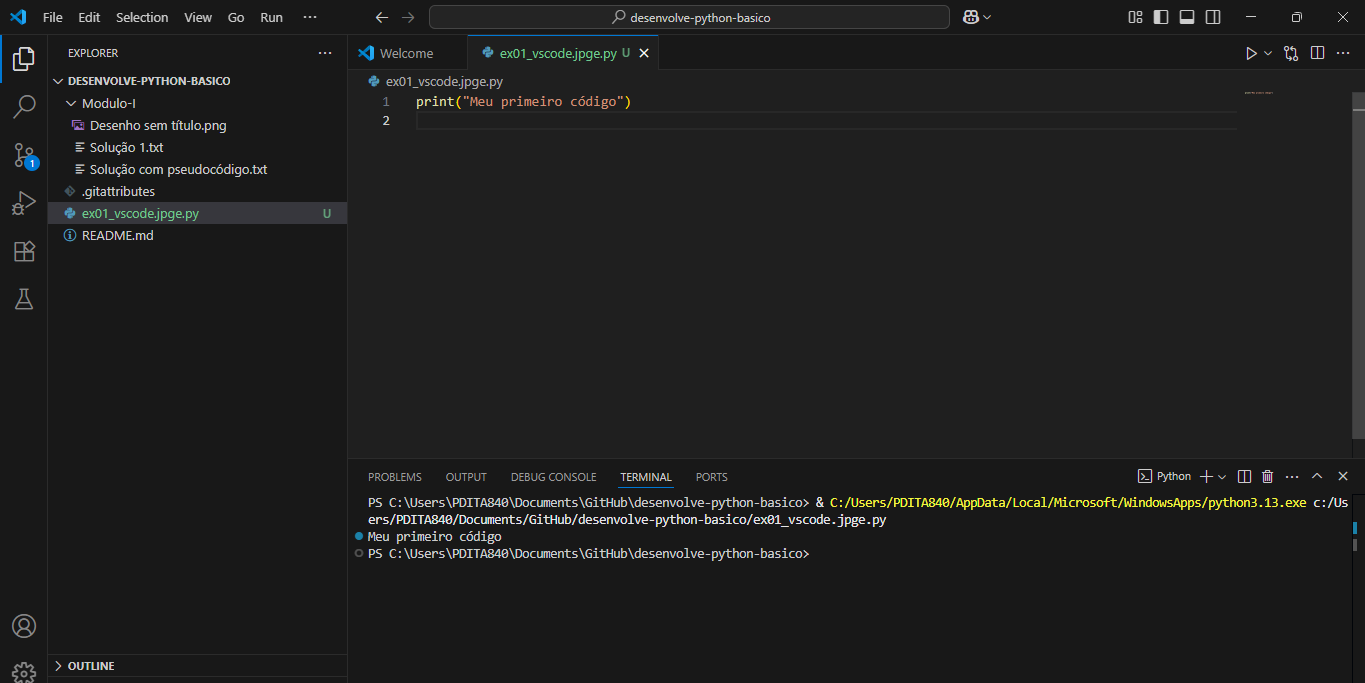 File Edit Selection View Go Run ···
desenvolve-python-basico
EXPLORER ···
DESENVOLVE-PYTHON-BASICO
Modulo-I
Desenho sem título.png
Solução 1.txt
Solução com pseudocódigo.txt
.gitattributes
ex01_vscode.jpge.py U
README.md
OUTLINE
1
Welcome ex01_vscode.jpge.py U
ex01_vscode.jpge.py
1 print("Meu primeiro código")
2
PROBLEMS OUTPUT DEBUG CONSOLE TERMINAL PORTS
Python
PS C:\Users\PDITA840\Documents\GitHub\desenvolve-python-basico> & C:/Users/PDITA840/AppData/Local/Microsoft/WindowsApps/python3.13.exe c:/Us
ers/PDITA840/Documents/GitHub/desenvolve-python-basico/ex01_vscode.jpge.py
Meu primeiro código
PS C:\Users\PDITA840\Documents\GitHub\desenvolve-python-basico>